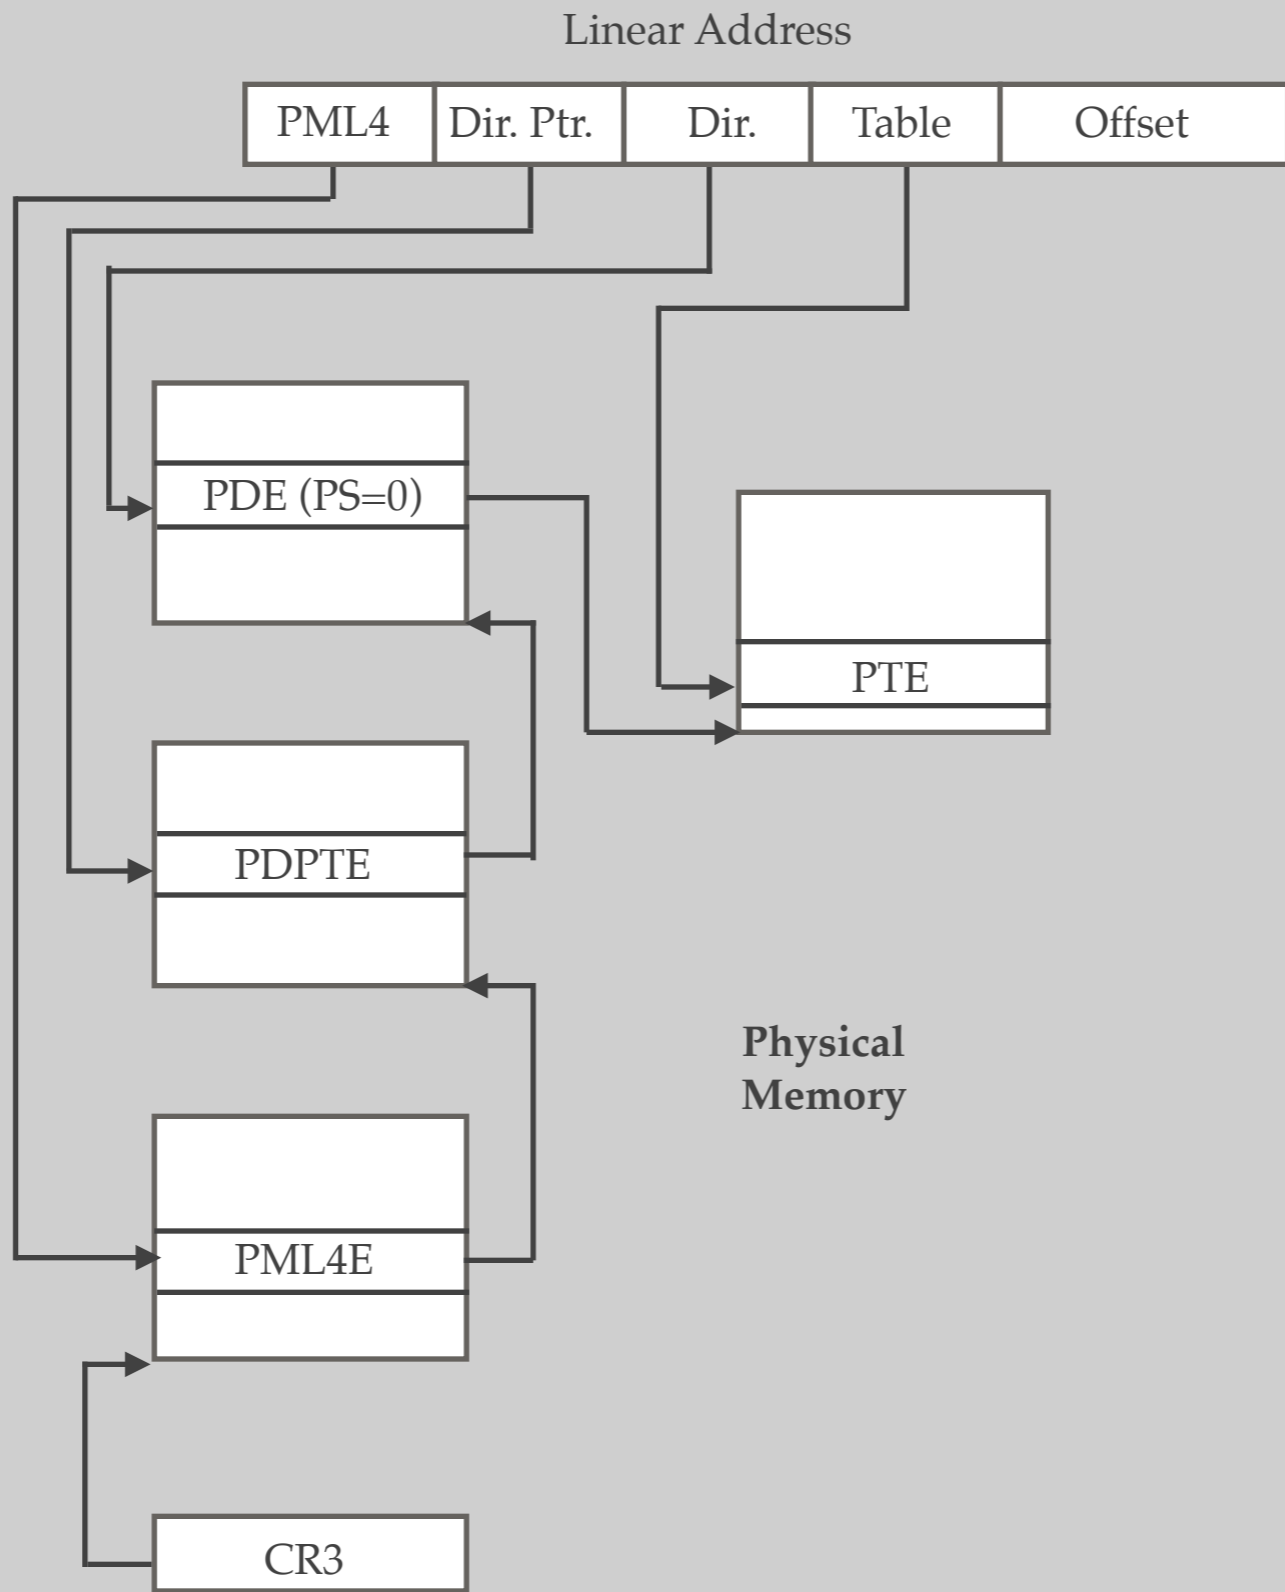 Linear Address
PML4
Dir. Ptr.
Dir.
Table
Offset
PDE (PS=0)
PTE
PDPTE
Physical
Memory
PML4E
CR3